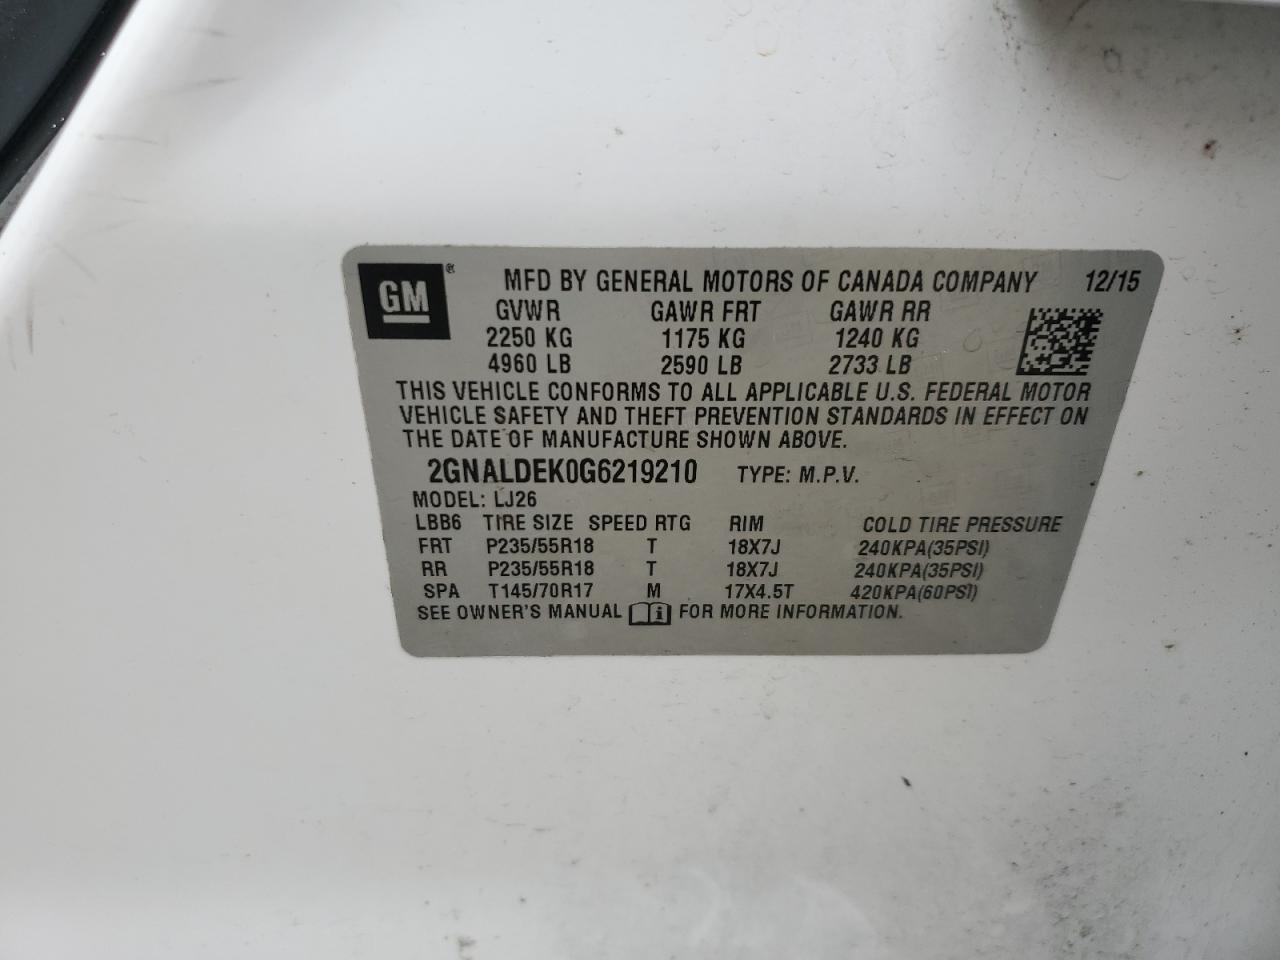 GM ®
MFD BY GENERAL MOTORS OF CANADA COMPANY 12/15
GVWR GAWR FRT GAWR RR
2250 KG 1175 KG 1240 KG
4960 LB 2590 LB 2733 LB
THIS VEHICLE CONFORMS TO ALL APPLICABLE U.S. FEDERAL MOTOR
VEHICLE SAFETY AND THEFT PREVENTION STANDARDS IN EFFECT ON
THE DATE OF MANUFACTURE SHOWN ABOVE.
2GNALDEK0G6219210 TYPE: M.P.V.
MODEL: LJ26
LBB6 TIRE SIZE SPEED RTG RIM COLD TIRE PRESSURE
FRT P235/55R18 T 18X7J 240KPA(35PSI)
RR P235/55R18 T 18X7J 240KPA(35PSI)
SPA T145/70R17 M 17X4.5T 420KPA(60PSI)
SEE OWNER'S MANUAL FOR MORE INFORMATION.